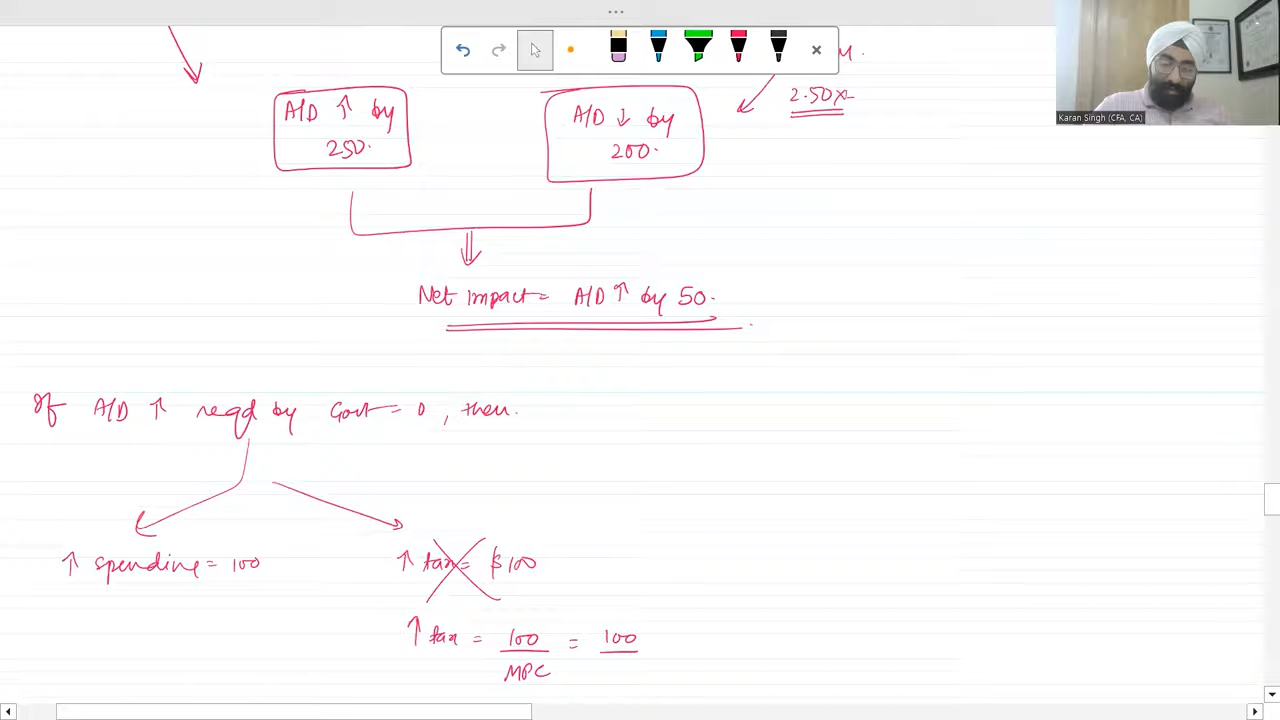 2.50x
A/D ↑ by
250.
A/D ↓ by
200.
Net impact = A/D ↑ by 50.
If A/D ↑ reqd by Govt = 0, then.
↑ spending = 100
↑ tax = $100
↑ tax = 100 / MPC = 100
Karan Singh (CFA, CA)